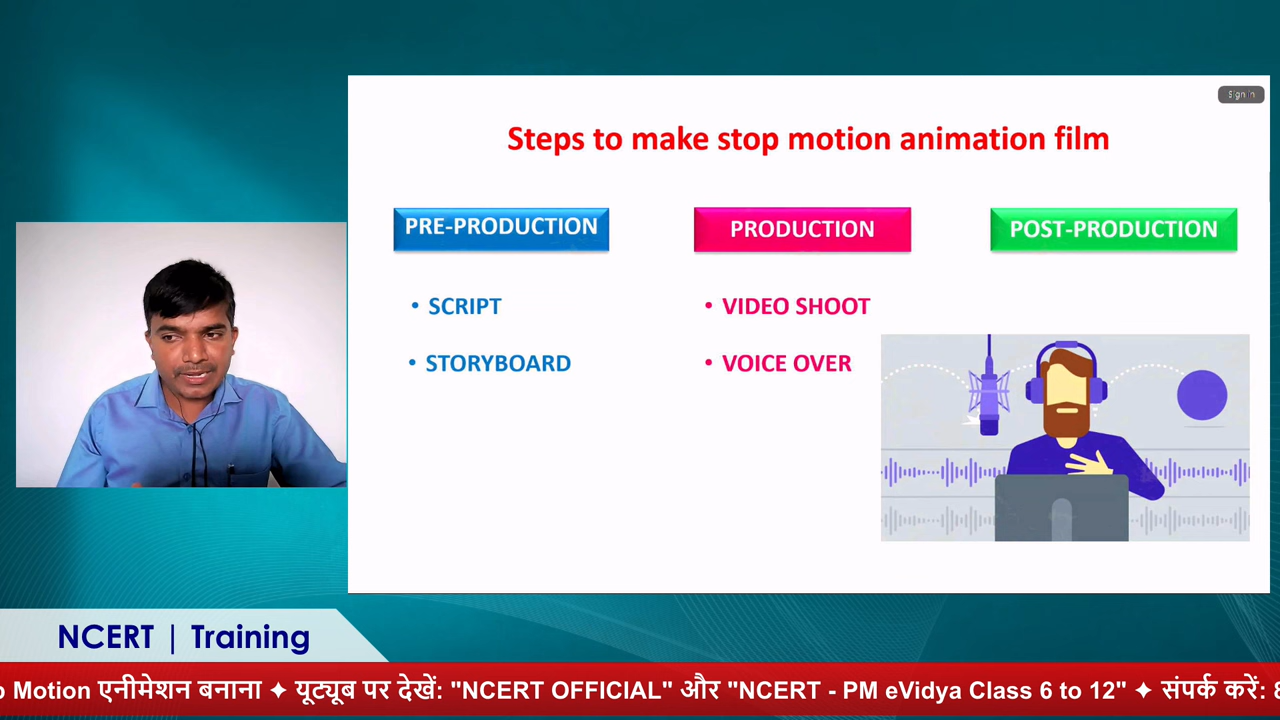 Sign in
Steps to make stop motion animation film
PRE-PRODUCTION
PRODUCTION
POST-PRODUCTION
• SCRIPT
• VIDEO SHOOT
• STORYBOARD
• VOICE OVER
NCERT | Training
Motion एनीमेशन बनाना ✦ यूट्यूब पर देखें: "NCERT OFFICIAL" और "NCERT - PM eVidya Class 6 to 12" ✦ संपर्क करें: 8